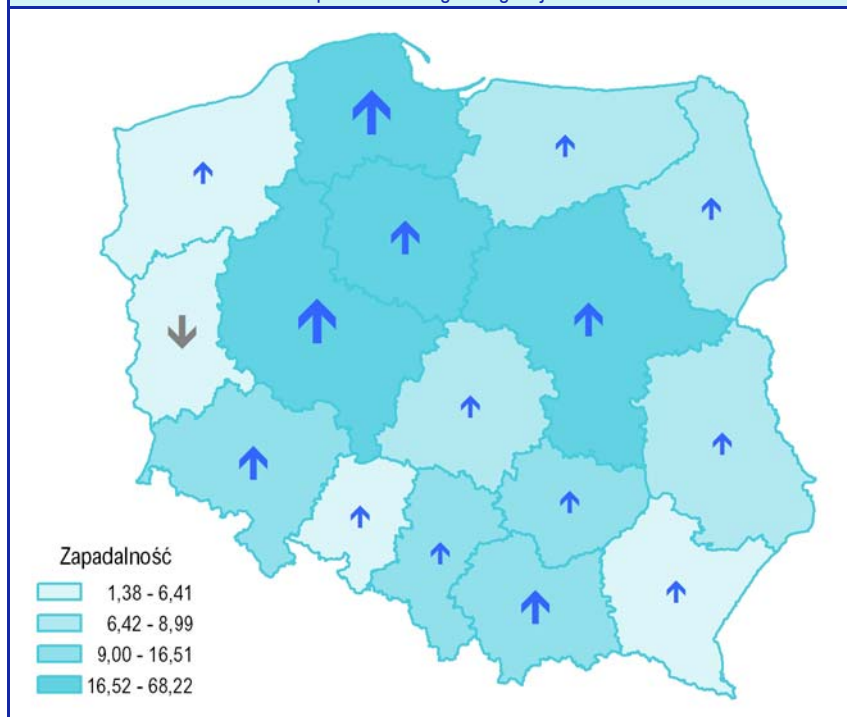 Zapadalność
1,38 - 6,41
6,42 - 8,99
9,00 - 16,51
16,52 - 68,22